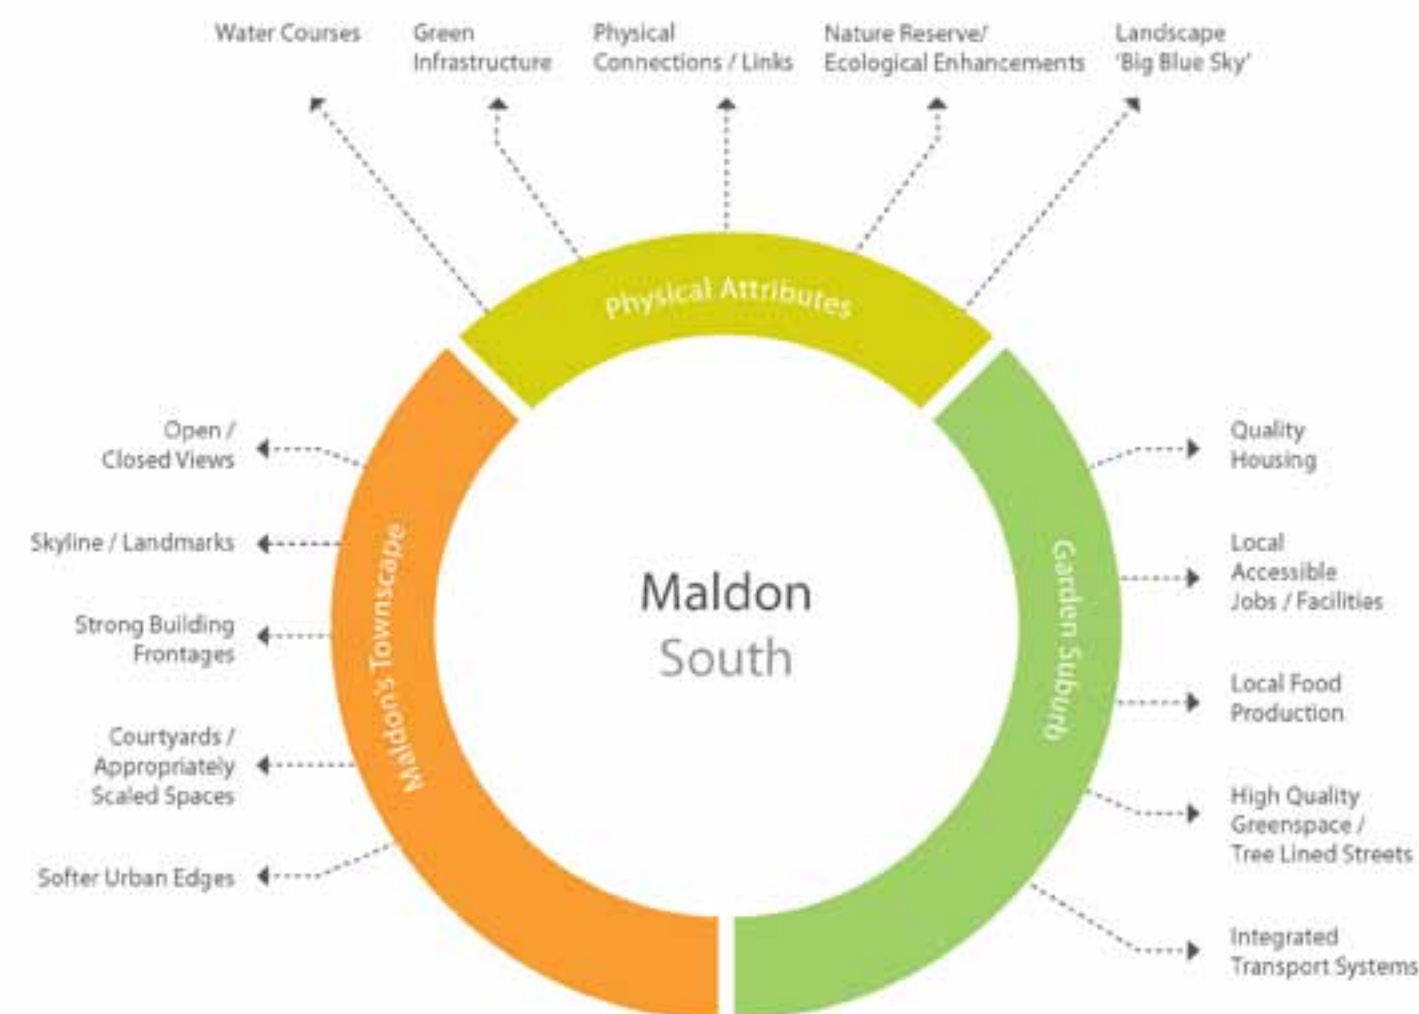 Water Courses
Green
Infrastructure
Physical
Connections / Links
Nature Reserve/
Ecological Enhancements
Landscape
'Big Blue Sky'
Physical Attributes
Open /
Closed Views
Skyline / Landmarks
Strong Building
Frontages
Courtyards /
Appropriately
Scaled Spaces
Softer Urban Edges
Maldon's Townscape
Maldon
South
Garden Suburb
Quality
Housing
Local
Accessible
Jobs / Facilities
Local Food
Production
High Quality
Greenspace /
Tree Lined Streets
Integrated
Transport Systems